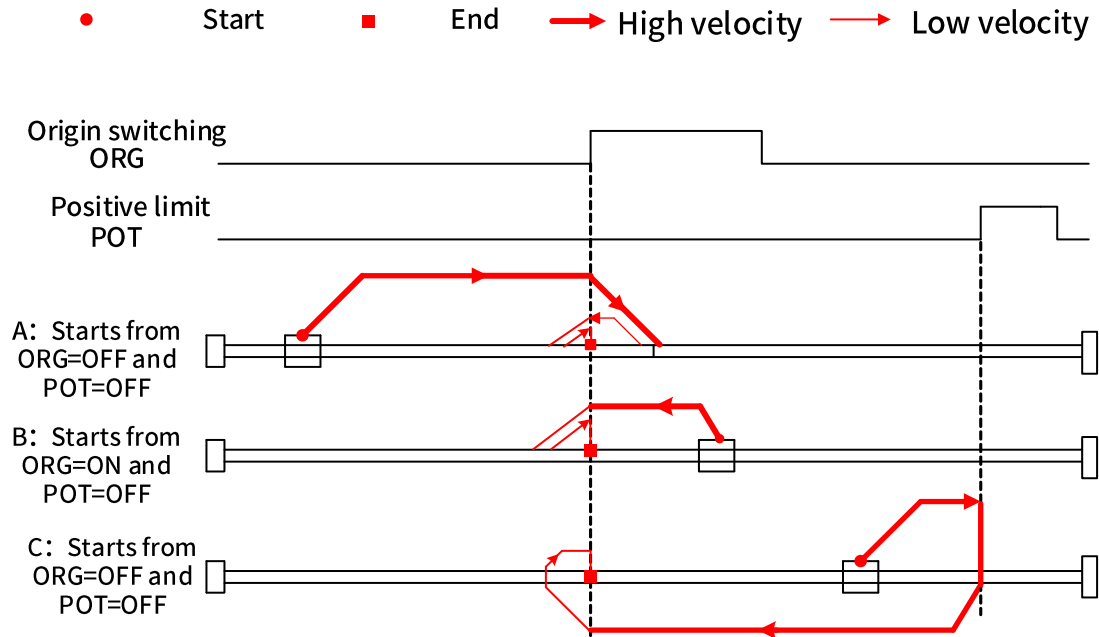 Start
End
High velocity
Low velocity
Origin switching
ORG
Positive limit
POT
A：Starts from
ORG=OFF and
POT=OFF
B：Starts from
ORG=ON and
POT=OFF
C：Starts from
ORG=OFF and
POT=OFF